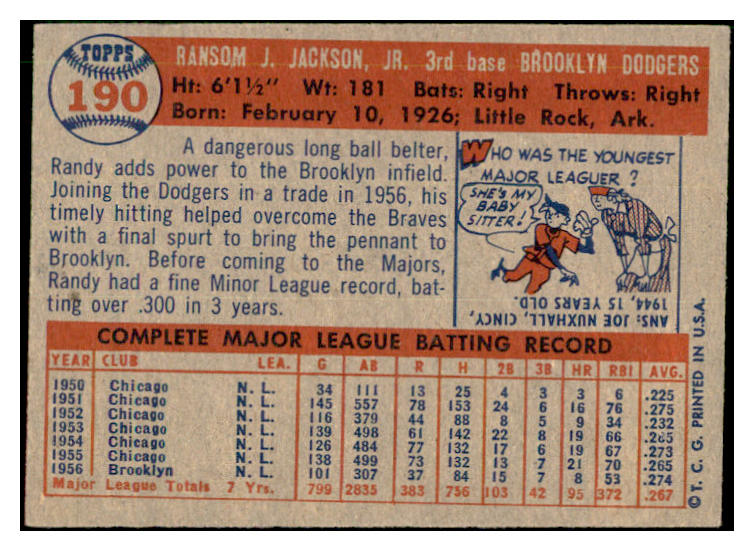 TOPPS
190
RANSOM J. JACKSON, JR. 3rd base BROOKLYN DODGERS
Ht: 6'1½" Wt: 181 Bats: Right Throws: Right
Born: February 10, 1926; Little Rock, Ark.
A dangerous long ball belter,
Randy adds power to the Brooklyn infield.
Joining the Dodgers in a trade in 1956, his
timely hitting helped overcome the Braves
with a final spurt to bring the pennant to
Brooklyn. Before coming to the Majors,
Randy had a fine Minor League record, bat-
ting over .300 in 3 years.
WHO WAS THE YOUNGEST
MAJOR LEAGUER ?
SHE'S MY
BABY
SITTER!
ANS: JOE NUXHALL, CINCY,
1944, 15 YEARS OLD.
COMPLETE MAJOR LEAGUE BATTING RECORD
YEAR CLUB LEA. G AB R H 2B 3B HR RBI AVG.
1950 Chicago N. L. 34 111 13 25 4 3 3 6 .225
1951 Chicago N. L. 145 557 78 153 24 6 16 76 .275
1952 Chicago N. L. 116 379 44 88 8 5 9 34 .232
1953 Chicago N. L. 139 498 61 142 22 8 19 66 .285
1954 Chicago N. L. 126 484 77 132 17 6 19 67 .273
1955 Chicago N. L. 138 499 73 132 13 7 21 70 .265
1956 Brooklyn N. L. 101 307 37 84 15 7 8 53 .274
Major League Totals 7 Yrs. 799 2835 383 756 103 42 95 372 .267
© T. C. G. PRINTED IN U.S.A.